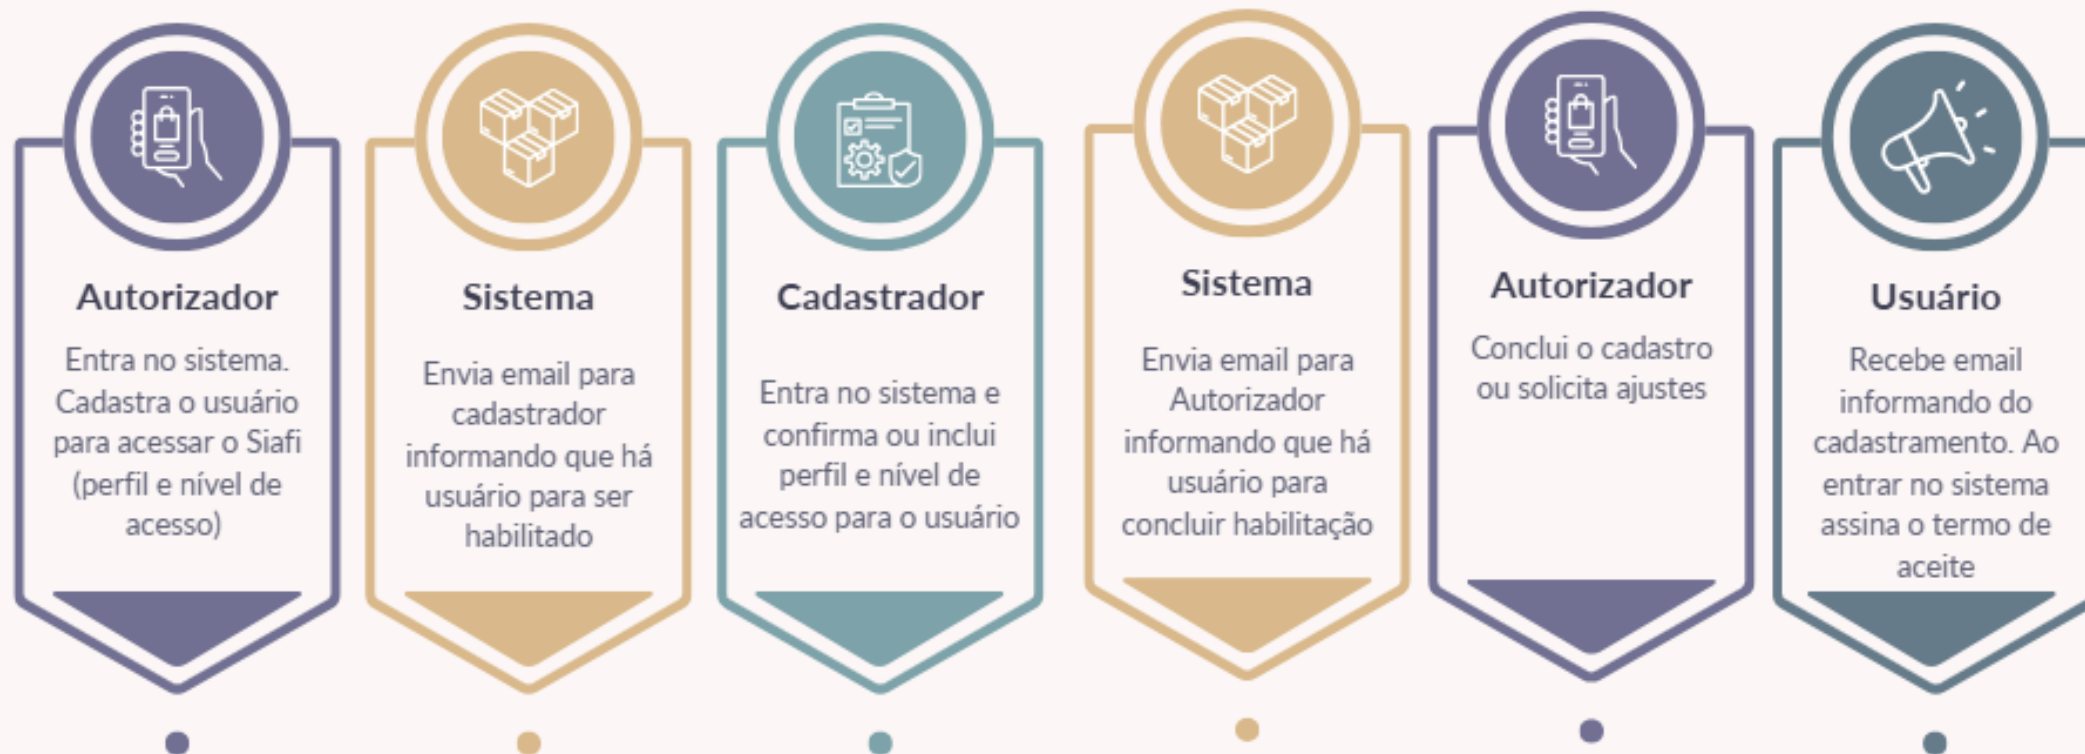 Autorizador
Entra no sistema.
Cadastra o usuário
para acessar o Siafi
(perfil e nível de
acesso)
Sistema
Envia email para
cadastrador
informando que há
usuário para ser
habilitado
Cadastrador
Entra no sistema e
confirma ou inclui
perfil e nível de
acesso para o usuário
Sistema
Envia email para
Autorizador
informando que há
usuário para
concluir habilitação
Autorizador
Conclui o cadastro
ou solicita ajustes
Usuário
Recebe email
informando do
cadastramento. Ao
entrar no sistema
assina o termo de
aceite